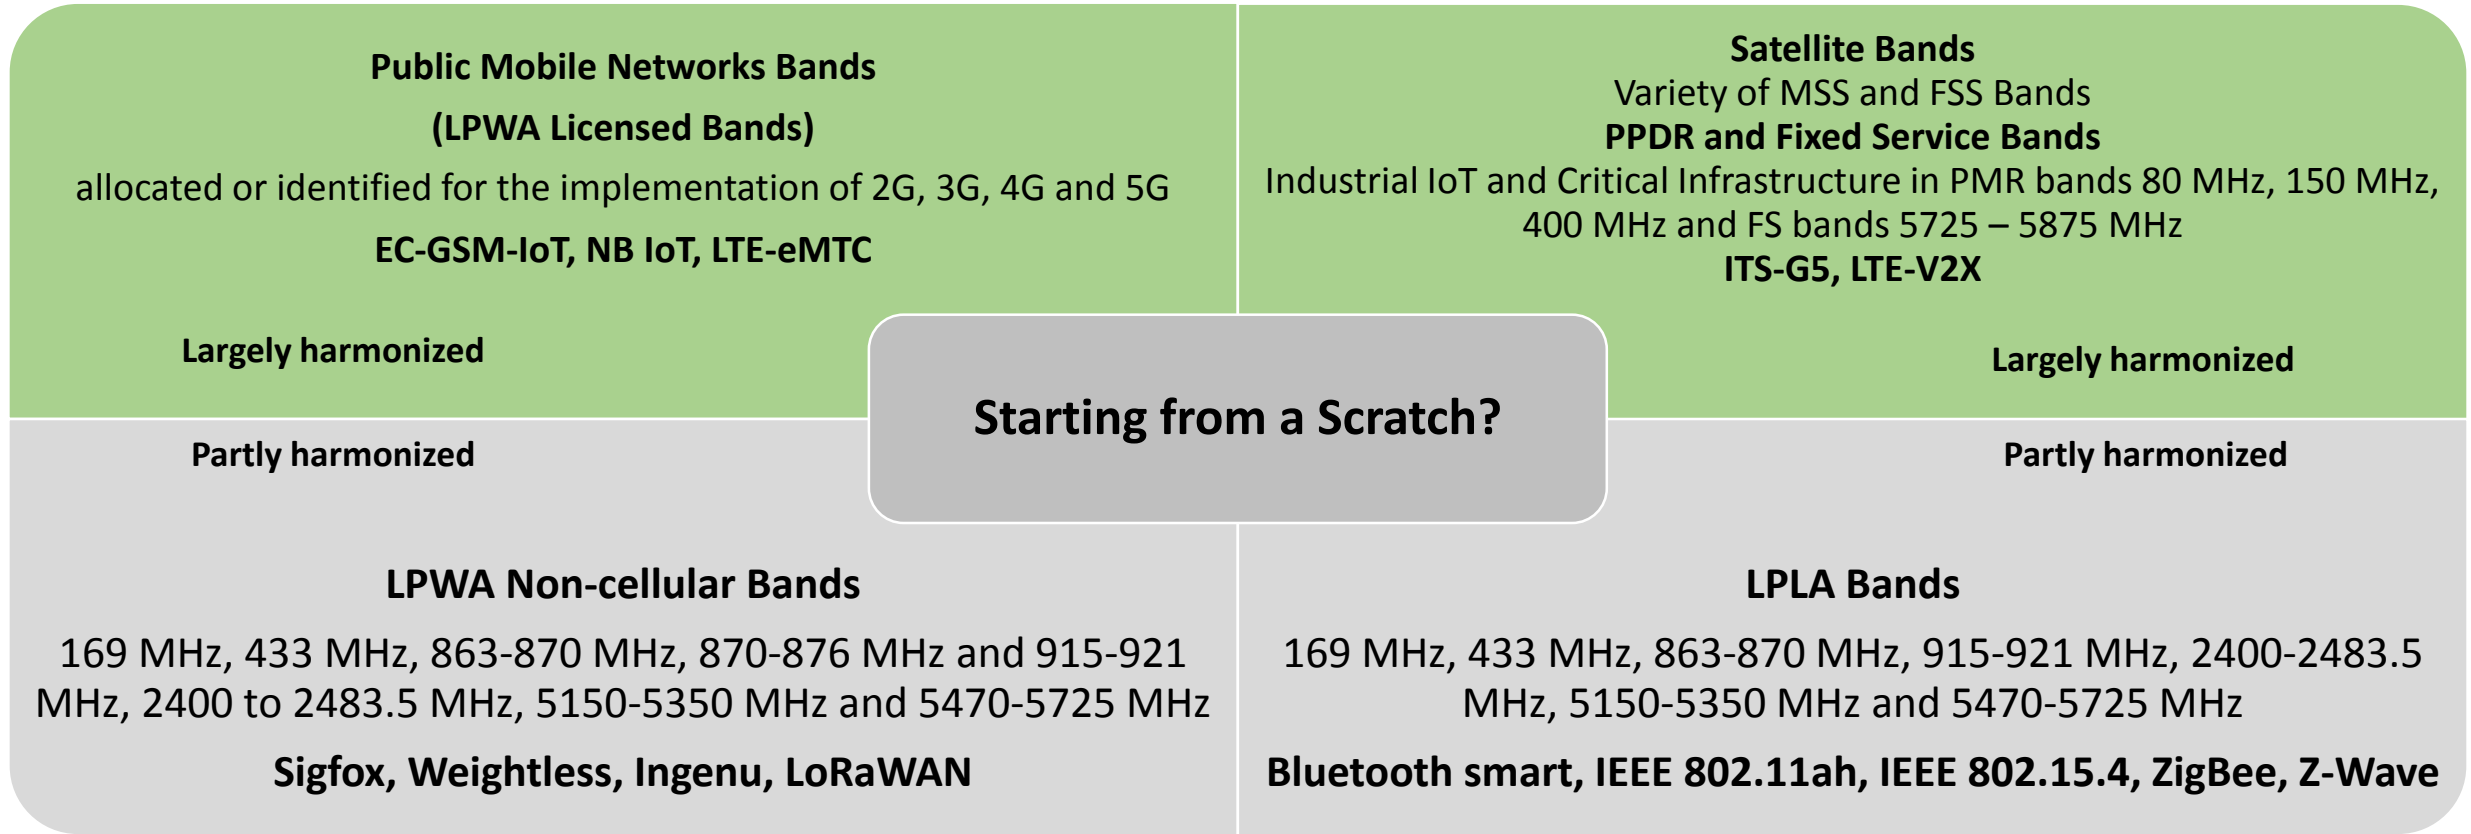 Public Mobile Networks Bands
(LPWA Licensed Bands)
allocated or identified for the implementation of 2G, 3G, 4G and 5G
EC-GSM-IoT, NB IoT, LTE-eMTC
Largely harmonized
Satellite Bands
Variety of MSS and FSS Bands
PPDR and Fixed Service Bands
Industrial IoT and Critical Infrastructure in PMR bands 80 MHz, 150 MHz,
400 MHz and FS bands 5725 – 5875 MHz
ITS-G5, LTE-V2X
Largely harmonized
Starting from a Scratch?
Partly harmonized
LPWA Non-cellular Bands
169 MHz, 433 MHz, 863-870 MHz, 870-876 MHz and 915-921
MHz, 2400 to 2483.5 MHz, 5150-5350 MHz and 5470-5725 MHz
Sigfox, Weightless, Ingenu, LoRaWAN
Partly harmonized
LPLA Bands
169 MHz, 433 MHz, 863-870 MHz, 915-921 MHz, 2400-2483.5
MHz, 5150-5350 MHz and 5470-5725 MHz
Bluetooth smart, IEEE 802.11ah, IEEE 802.15.4, ZigBee, Z-Wave